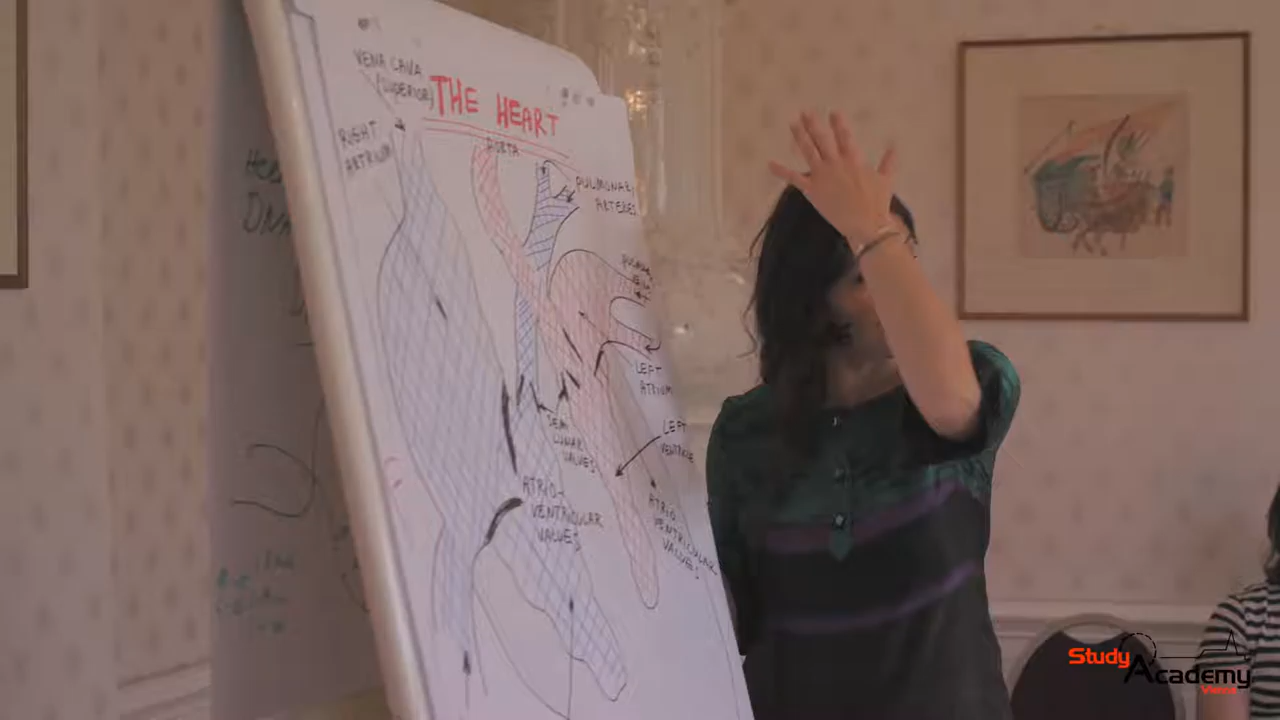 VENA CAVA
(SUPERIOR)
THE HEART
RIGHT
ATRIUM
AORTA
PULMONARY
ARTERIES
LEFT
ATRIUM
LEFT
VENTRICLE
LUNAR
VALVES
ATRIO-
VENTRICULAR
VALVES
ATRIO
VENTRICULAR
VALVES
Study
Academy